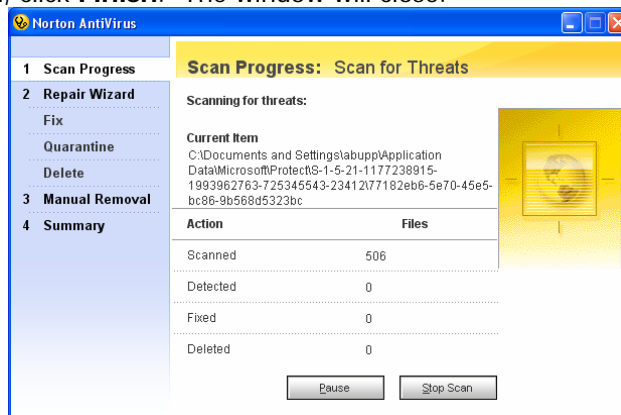 click Finish. The window will close.
Norton AntiVirus
1 Scan Progress
2 Repair Wizard
Fix
Quarantine
Delete
3 Manual Removal
4 Summary
Scan Progress: Scan for Threats
Scanning for threats:
Current Item
C:\Documents and Settings\abupp\Application
Data\Microsoft\Protect\S-1-5-21-1177238915-
1993962763-725345543-23412\77182eb6-5e70-45e5-
bc86-9b568d5323bc
Action Files
Scanned 506
Detected 0
Fixed 0
Deleted 0
Pause Stop Scan